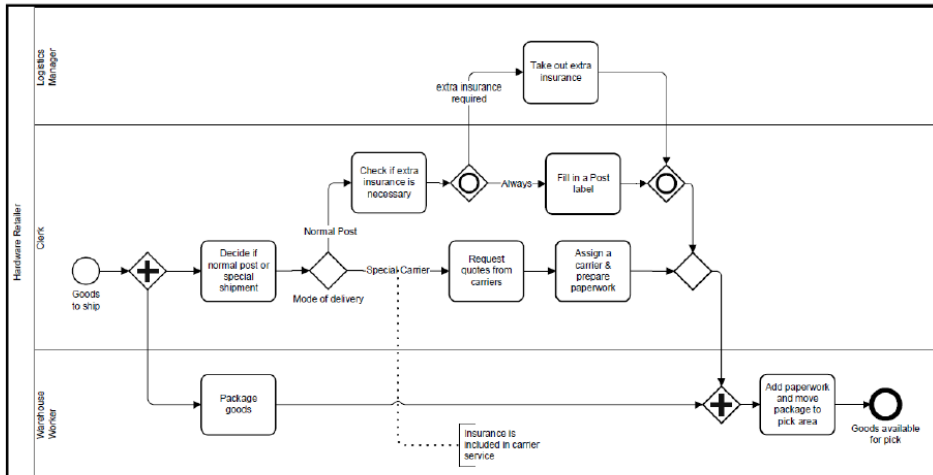 Hardware Retailer
Logistics
Manager
Take out extra
insurance
extra insurance
required
Clerk
Check if extra
insurance is
necessary
Always
Fill in a Post
label
Normal Post
Goods
to ship
Decide if
normal post or
special
shipment
Mode of delivery
Special Carrier
Request
quotes from
carriers
Assign a
carrier &
prepare
paperwork
Warehouse
Worker
Package
goods
Insurance is
included in carrier
service
Add paperwork
and move
package to
pick area
Goods available
for pick